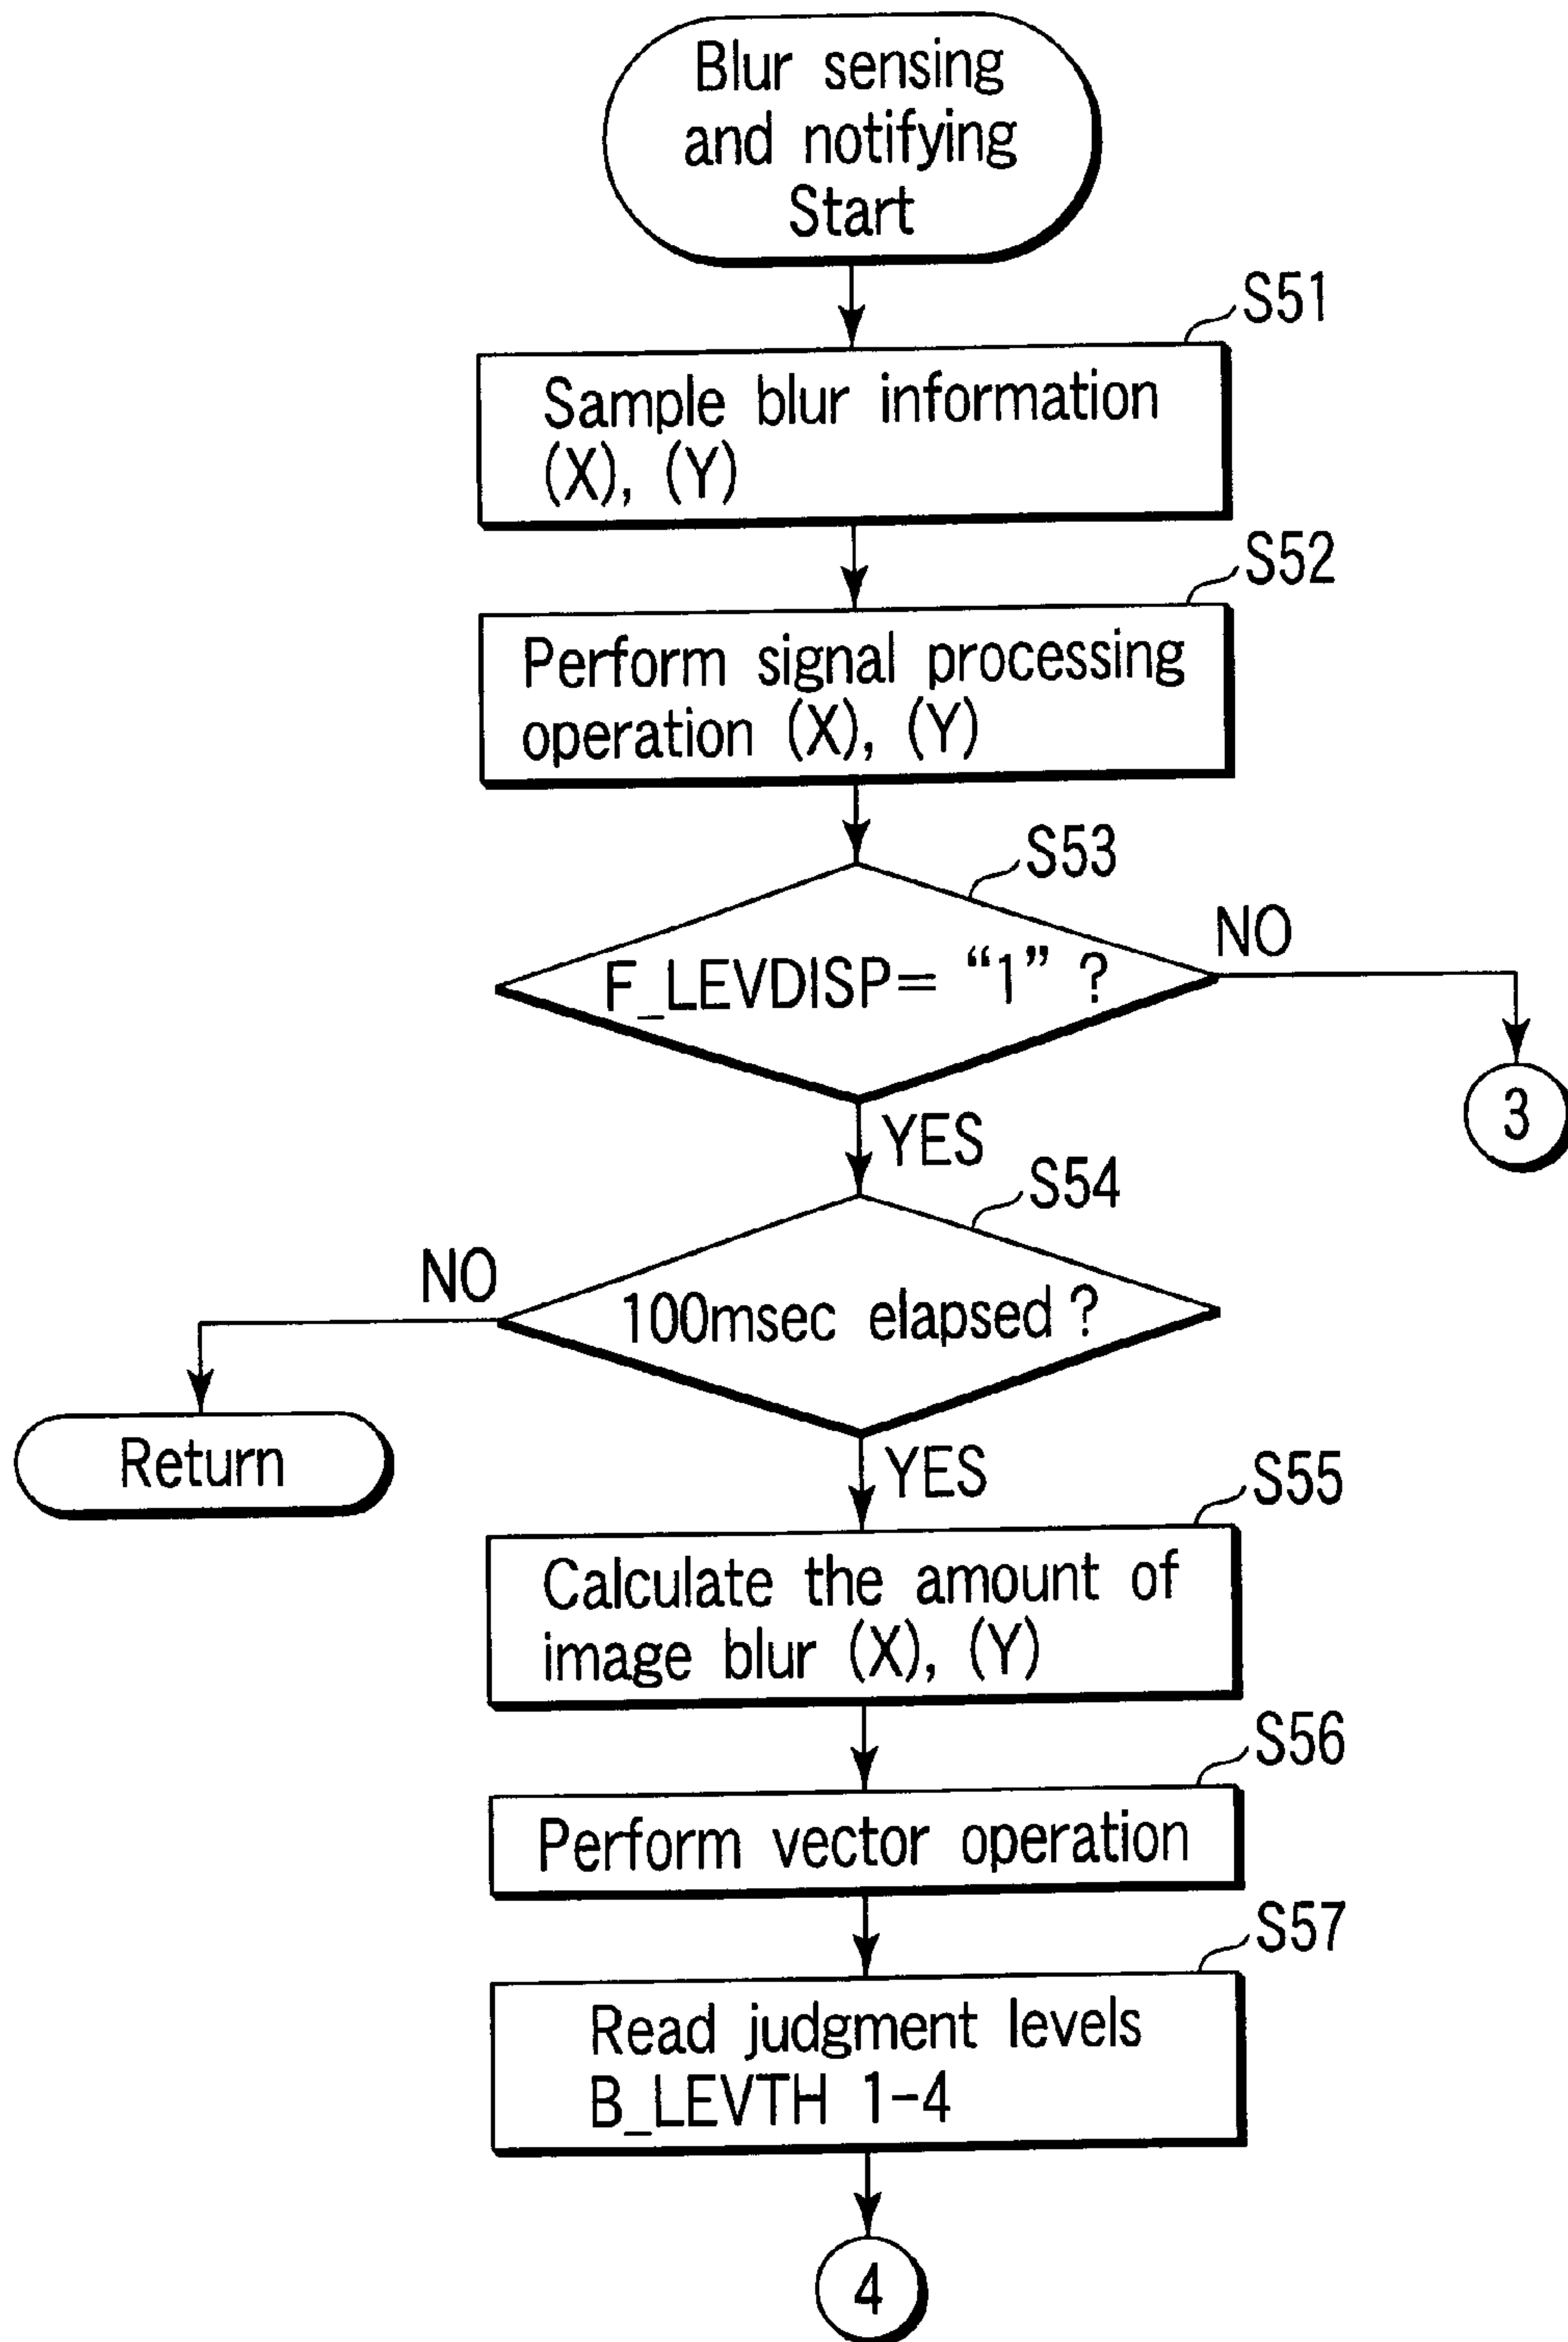 Blur sensing
and notifying
Start
S51
Sample blur information
(X), (Y)
S52
Perform signal processing
operation (X), (Y)
S53
F_LEVDISP= “1” ?
NO
3
YES
S54
NO
100msec elapsed ?
Return
YES
S55
Calculate the amount of
image blur (X), (Y)
S56
Perform vector operation
S57
Read judgment levels
B_LEVTH 1-4
4